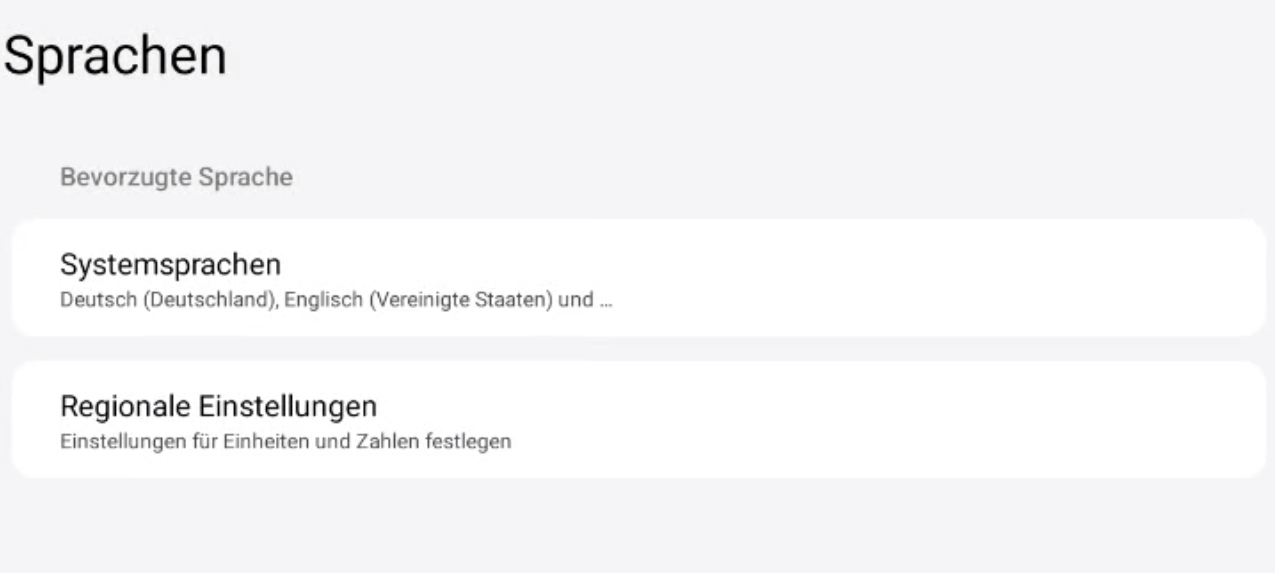 Sprachen
Bevorzugte Sprache
Systemsprachen
Deutsch (Deutschland), Englisch (Vereinigte Staaten) und ...
Regionale Einstellungen
Einstellungen für Einheiten und Zahlen festlegen